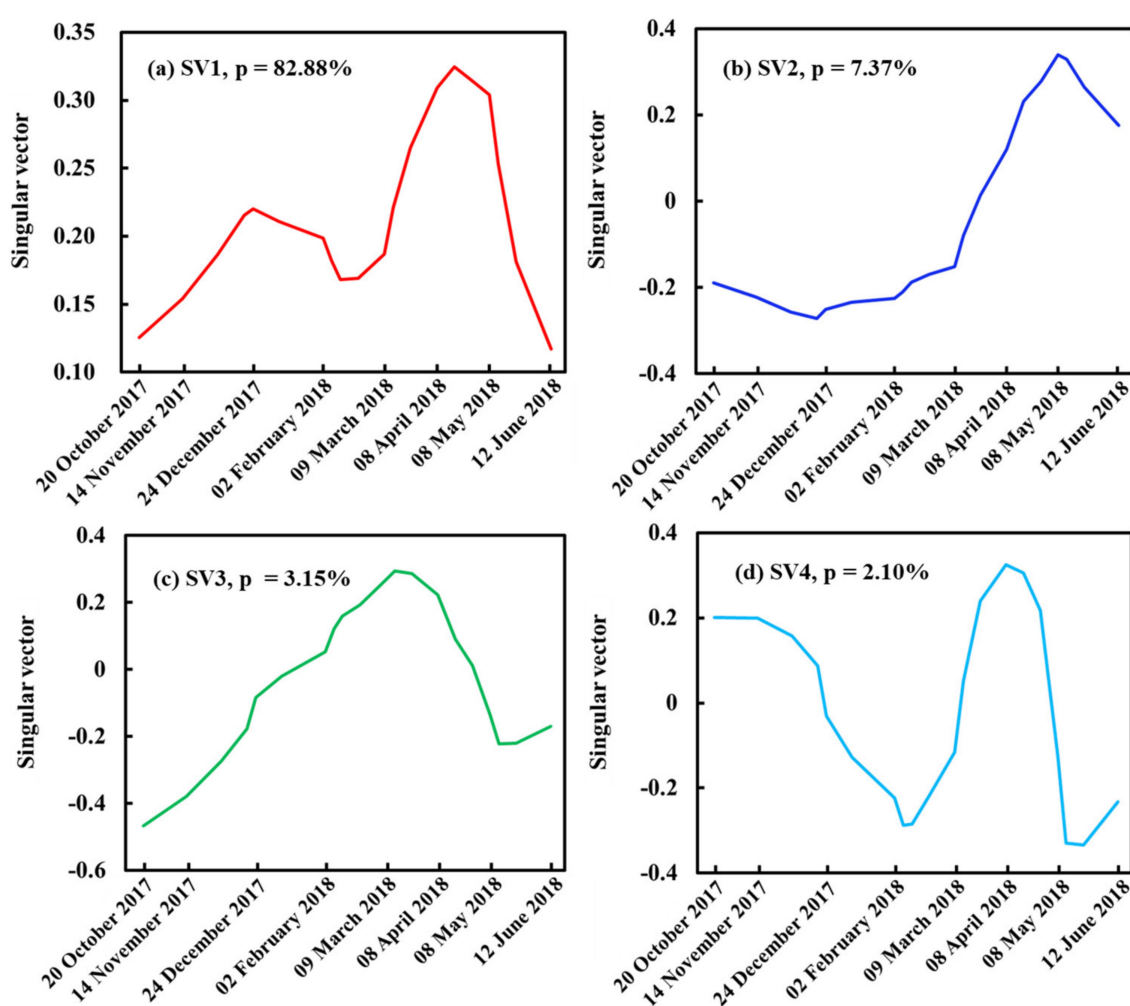 (a) SV1, p = 82.88%
Singular vector
0.35
0.30
0.25
0.20
0.15
0.10
20 October 2017
14 November 2017
24 December 2017
02 February 2018
09 March 2018
08 April 2018
08 May 2018
12 June 2018
(b) SV2, p = 7.37%
Singular vector
0.4
0.2
0
-0.2
-0.4
20 October 2017
14 November 2017
24 December 2017
02 February 2018
09 March 2018
08 April 2018
08 May 2018
12 June 2018
(c) SV3, p = 3.15%
Singular vector
0.4
0.2
0
-0.2
-0.4
-0.6
20 October 2017
14 November 2017
24 December 2017
02 February 2018
09 March 2018
08 April 2018
08 May 2018
12 June 2018
(d) SV4, p = 2.10%
Singular vector
0.4
0.2
0
-0.2
-0.4
20 October 2017
14 November 2017
24 December 2017
02 February 2018
09 March 2018
08 April 2018
08 May 2018
12 June 2018